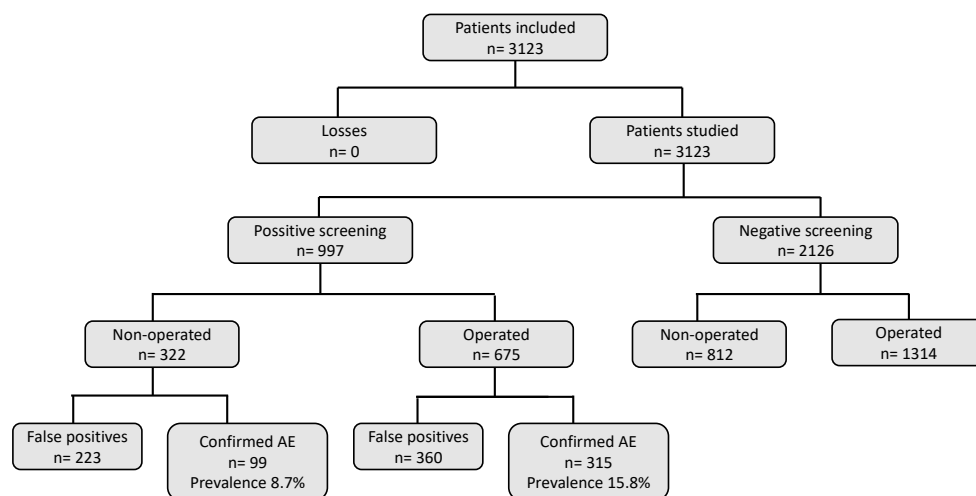 Patients included
n= 3123
Losses
n= 0
Patients studied
n= 3123
Possitive screening
n= 997
Negative screening
n= 2126
Non-operated
n= 322
Operated
n= 675
Non-operated
n= 812
Operated
n= 1314
False positives
n= 223
Confirmed AE
n= 99
Prevalence 8.7%
False positives
n= 360
Confirmed AE
n= 315
Prevalence 15.8%